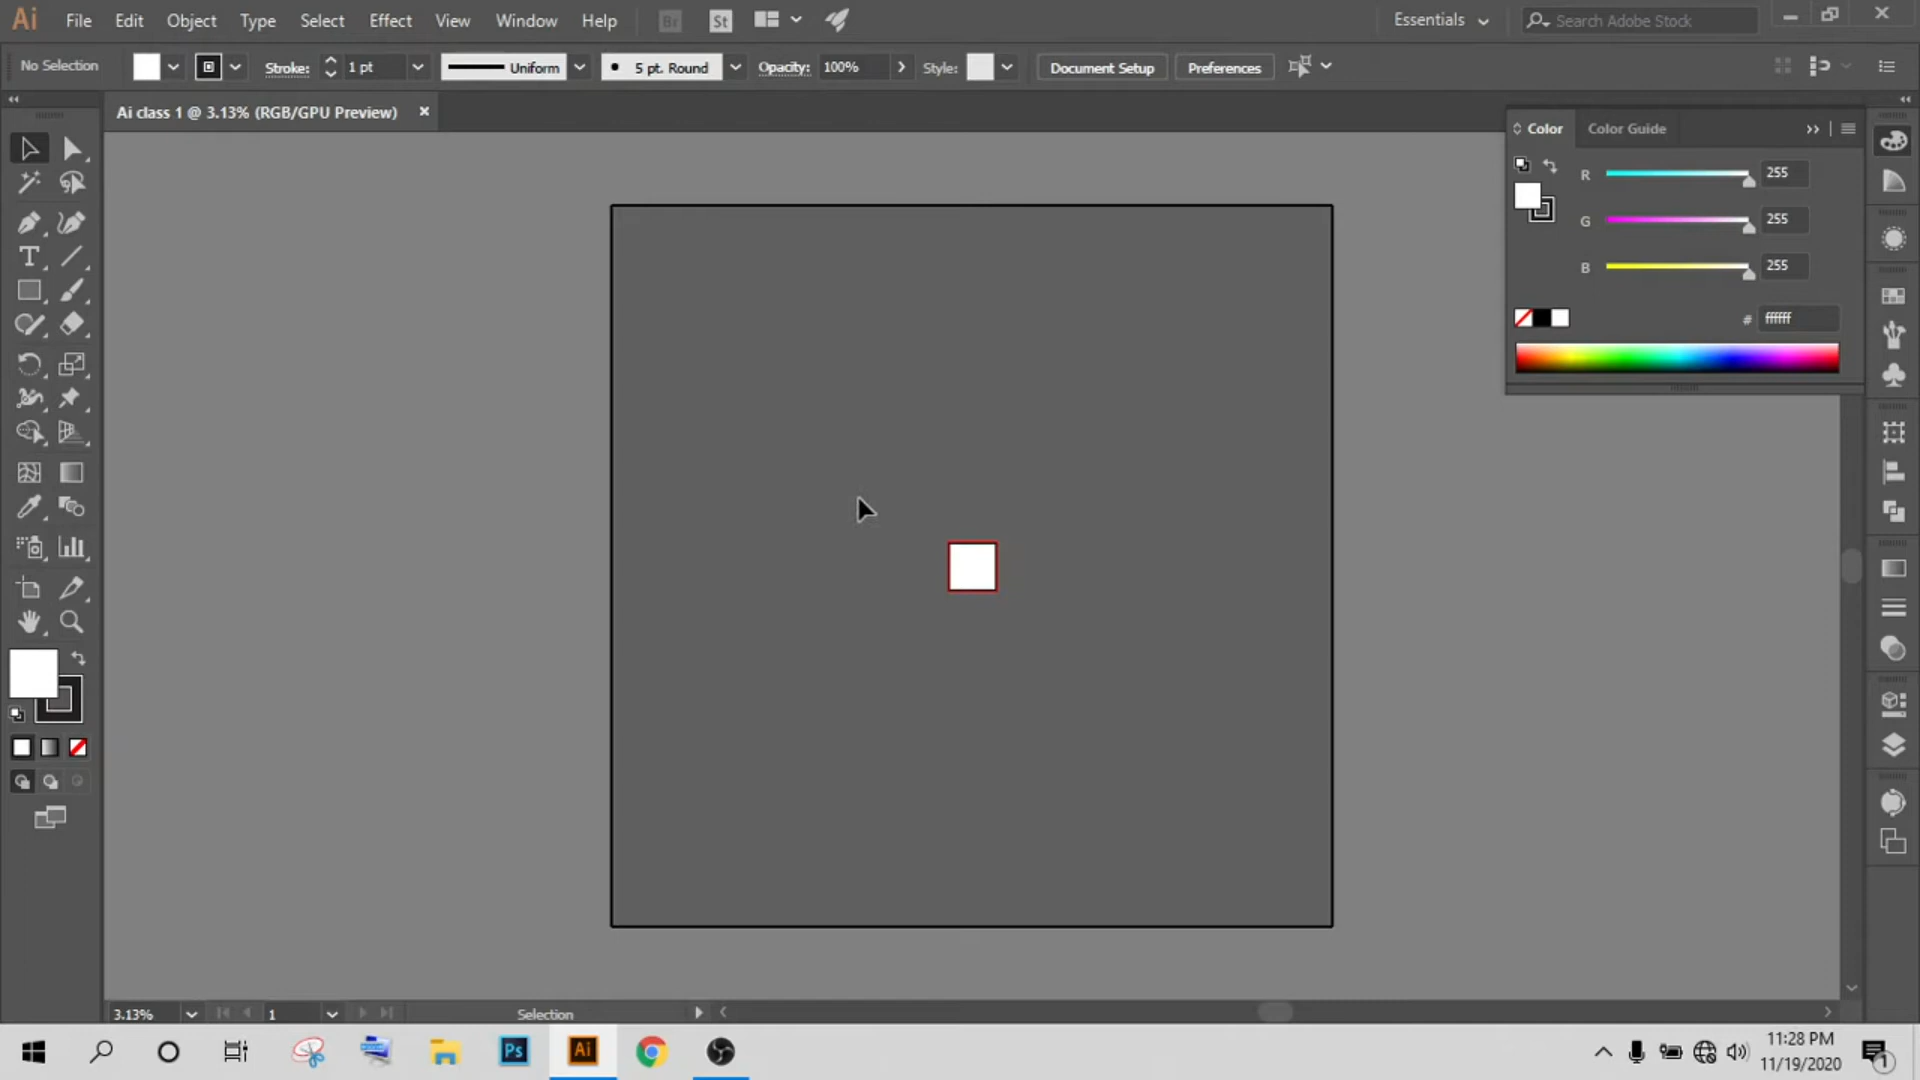 Ai File Edit Object Type Select Effect View Window Help Br St Essentials Search Adobe Stock
No Selection Stroke: 1 pt Uniform 5 pt. Round Opacity: 100% Style: Document Setup Preferences
Ai class 1 @ 3.13% (RGB/GPU Preview)
Color Color Guide
R 255
G 255
B 255
# ffffff
T
3.13% 1 Selection
Ps Ai
11:28 PM
11/19/2020
1